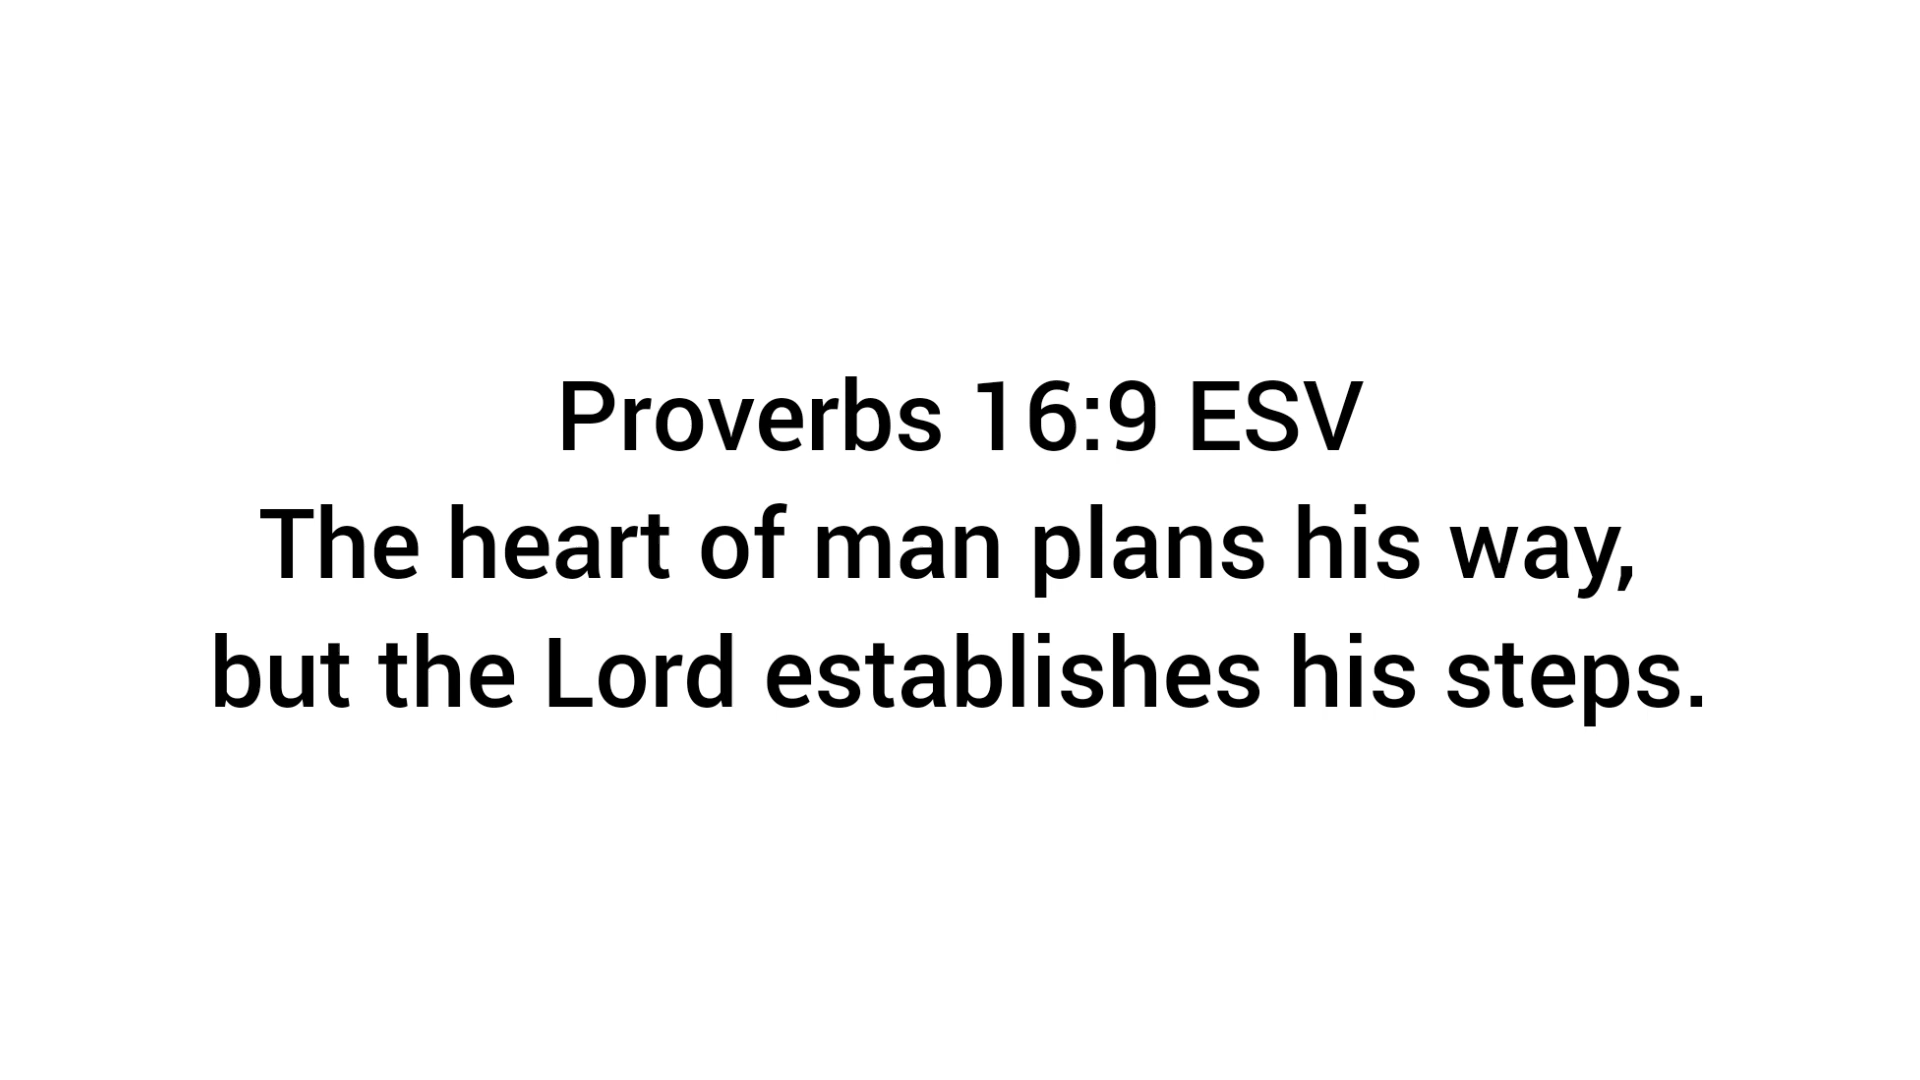 Proverbs 16:9 ESV
The heart of man plans his way,
but the Lord establishes his steps.